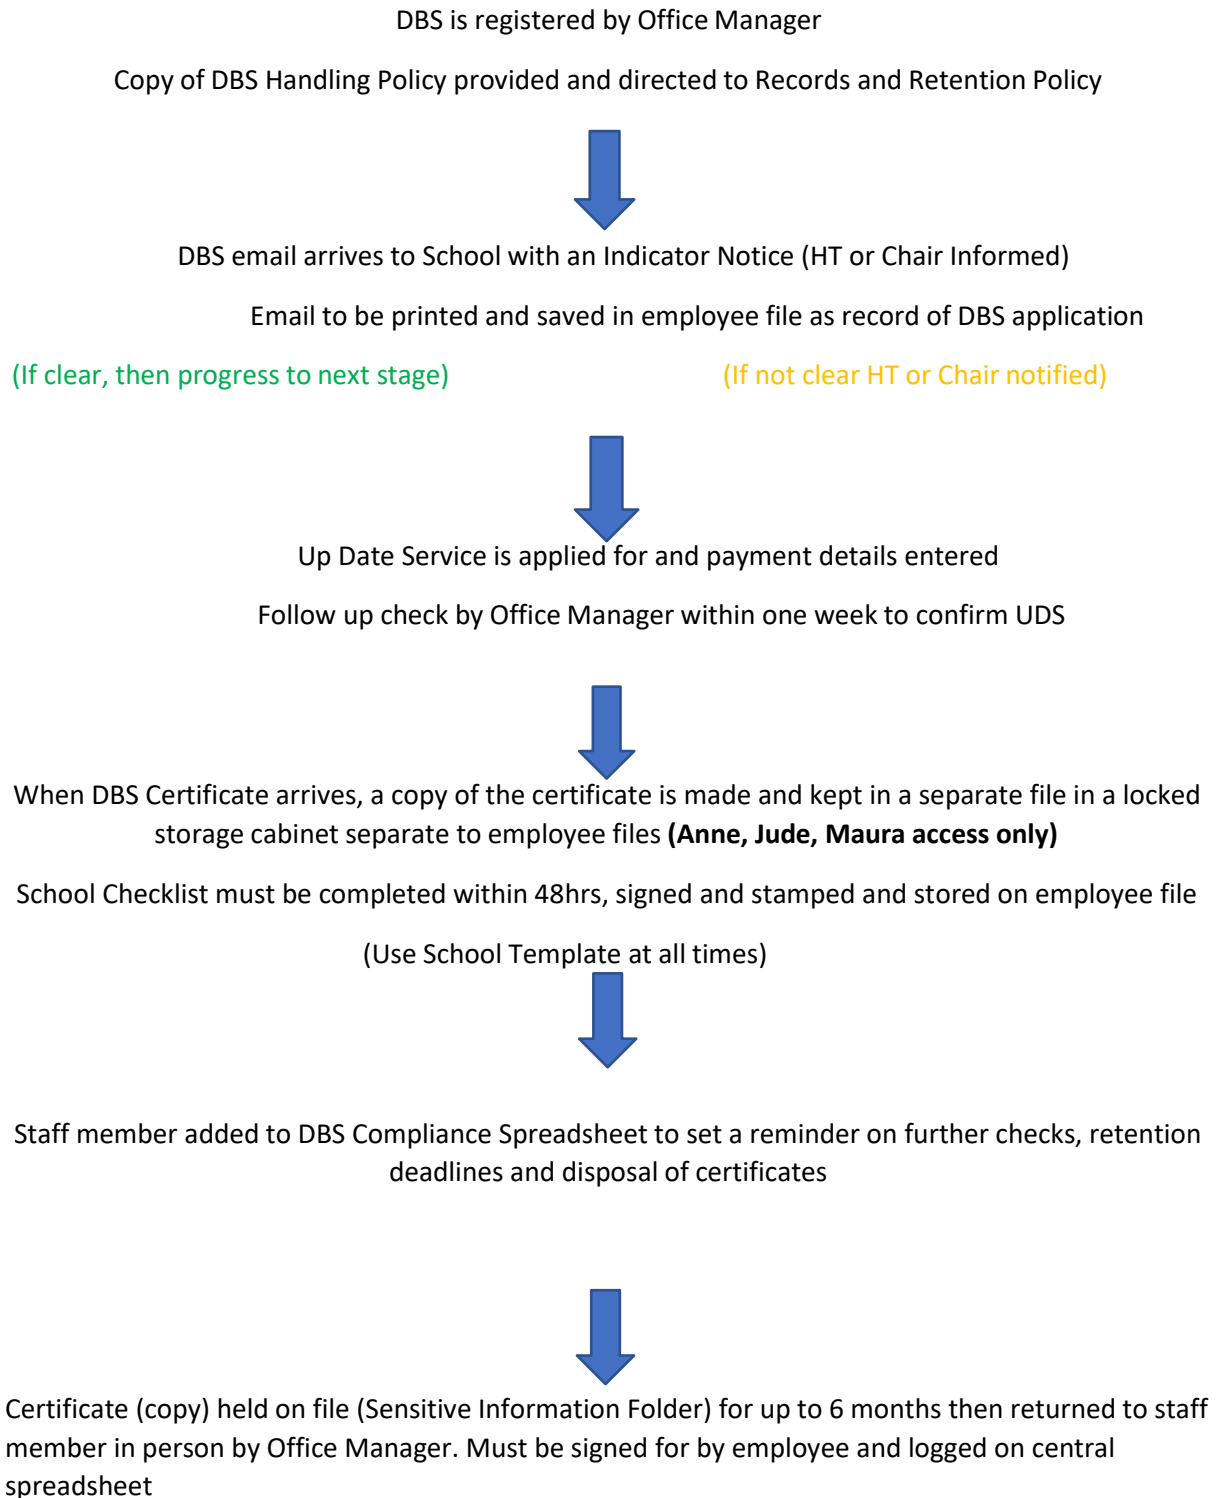 DBS is registered by Office Manager
Copy of DBS Handling Policy provided and directed to Records and Retention Policy
DBS email arrives to School with an Indicator Notice (HT or Chair Informed)
Email to be printed and saved in employee file as record of DBS application
(If clear, then progress to next stage) (If not clear HT or Chair notified)
Up Date Service is applied for and payment details entered
Follow up check by Office Manager within one week to confirm UDS
When DBS Certificate arrives, a copy of the certificate is made and kept in a separate file in a locked
storage cabinet separate to employee files (Anne, Jude, Maura access only)
School Checklist must be completed within 48hrs, signed and stamped and stored on employee file
(Use School Template at all times)
Staff member added to DBS Compliance Spreadsheet to set a reminder on further checks, retention
deadlines and disposal of certificates
Certificate (copy) held on file (Sensitive Information Folder) for up to 6 months then returned to staff
member in person by Office Manager. Must be signed for by employee and logged on central
spreadsheet